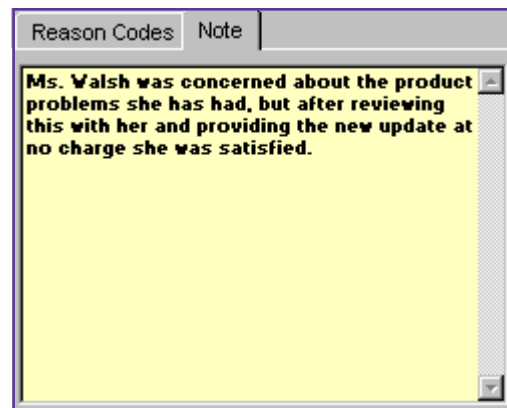 Reason Codes Note
Ms. Walsh was concerned about the product
problems she has had, but after reviewing
this with her and providing the new update at
no charge she was satisfied.